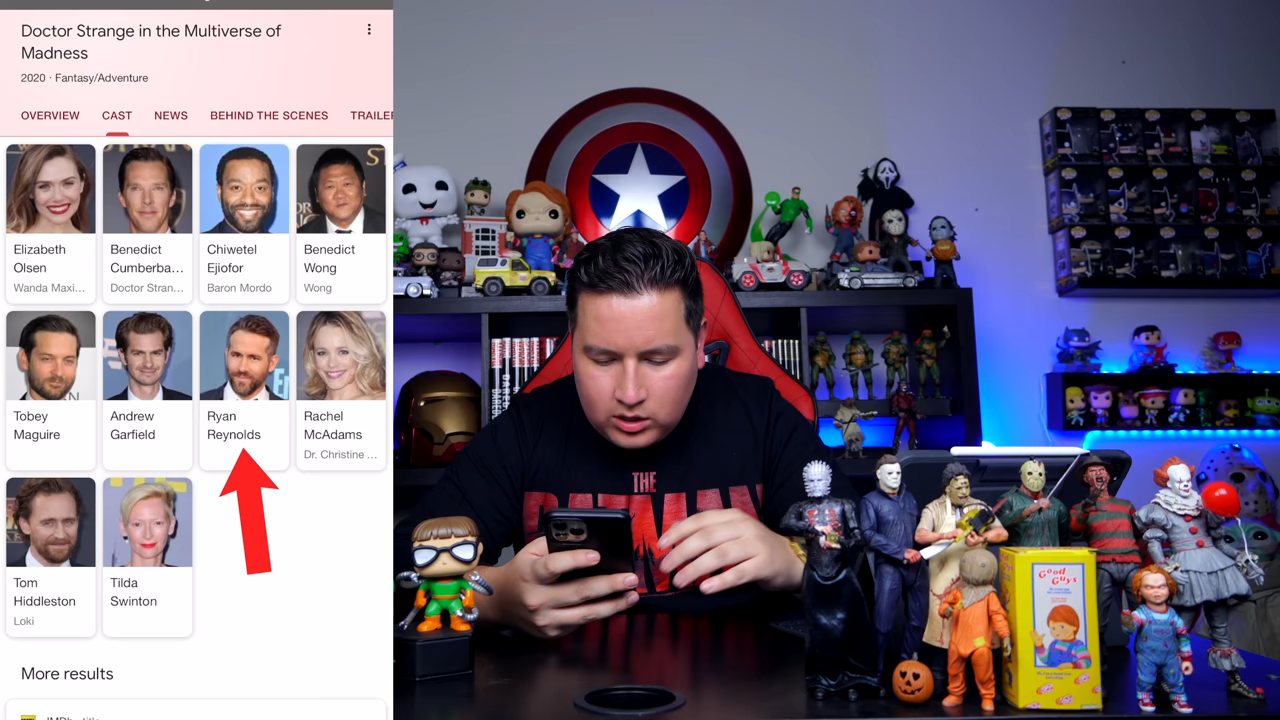 Doctor Strange in the Multiverse of
Madness
2020 · Fantasy/Adventure
OVERVIEW CAST NEWS BEHIND THE SCENES TRAILER
Elizabeth
Olsen
Wanda Maxi...
Benedict
Cumberba...
Doctor Stran...
Chiwetel
Ejiofor
Baron Mordo
Benedict
Wong
Wong
Tobey
Maguire
Andrew
Garfield
Ryan
Reynolds
Rachel
McAdams
Dr. Christine ...
Tom
Hiddleston
Loki
Tilda
Swinton
More results
THE
BATMAN
Good
Guys